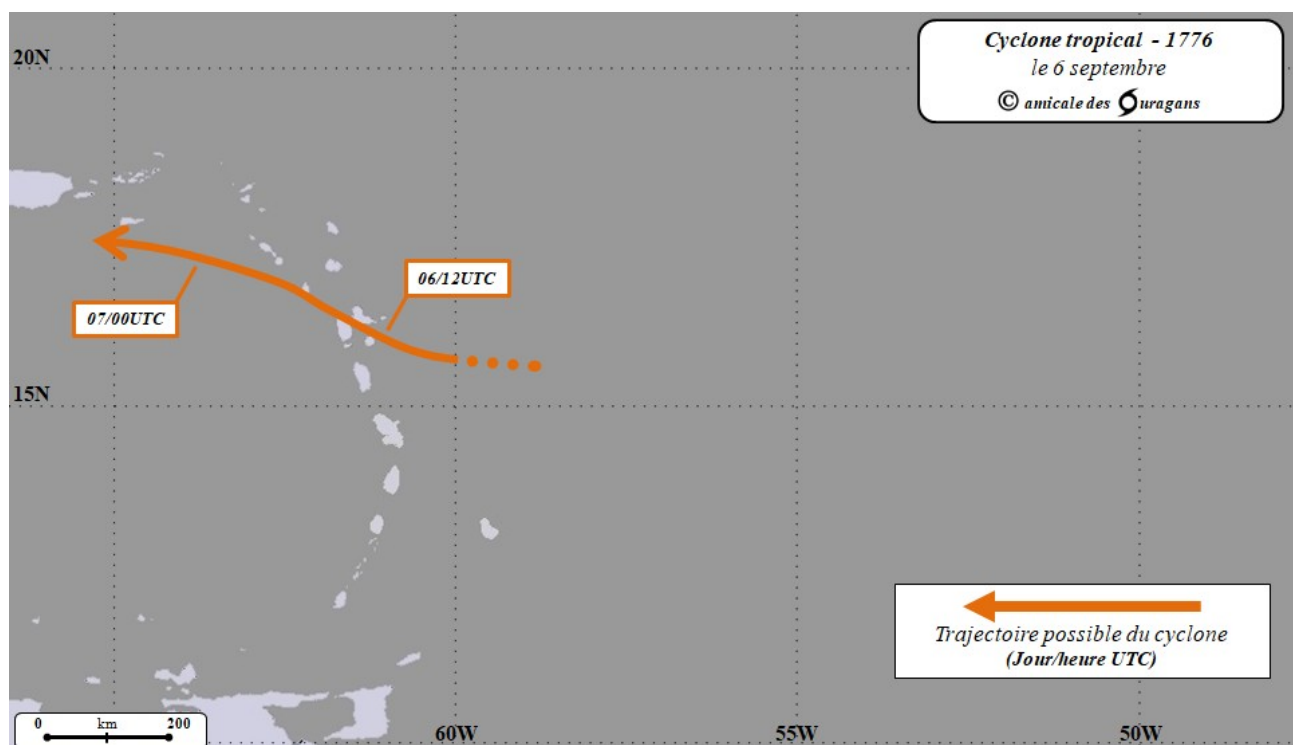 Cyclone tropical - 1776
le 6 septembre
© amicale des Ouragans
20N
06/12UTC
07/00UTC
15N
Trajectoire possible du cyclone
(Jour/heure UTC)
0 km 200
60W 55W 50W